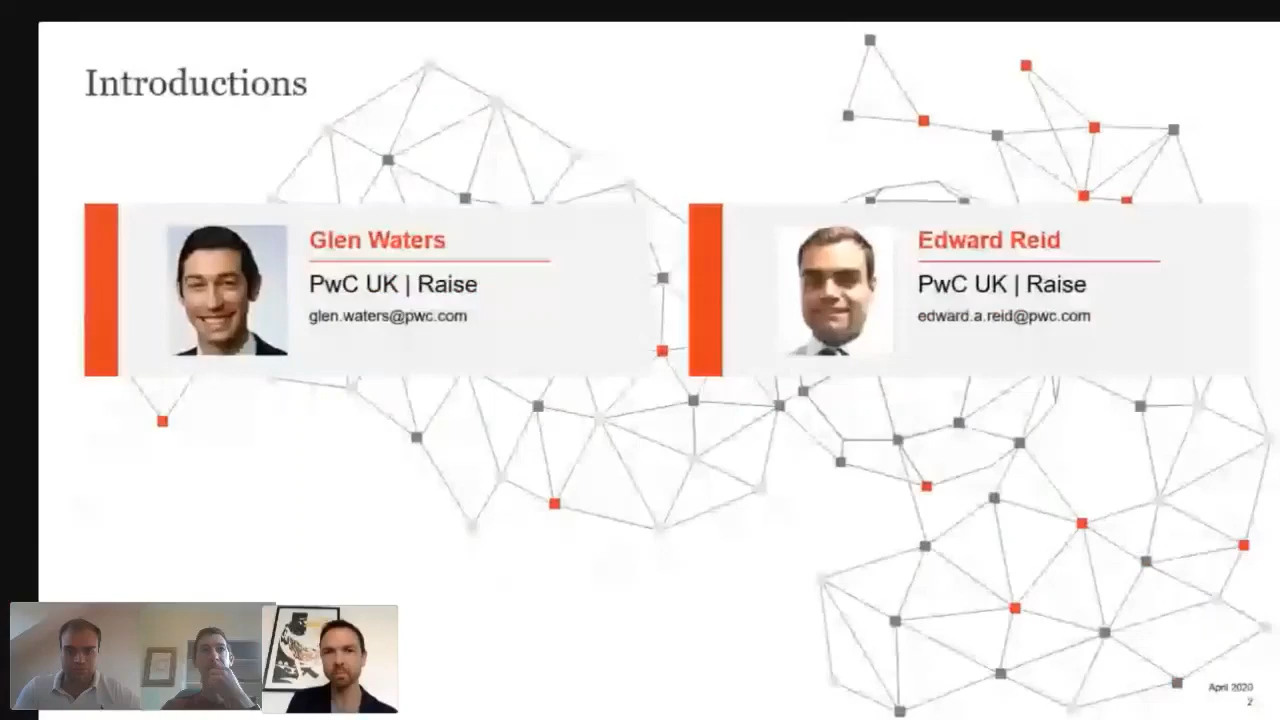 Introductions
Glen Waters
PwC UK | Raise
glen.waters@pwc.com
Edward Reid
PwC UK | Raise
edward.a.reid@pwc.com
April 2020
2